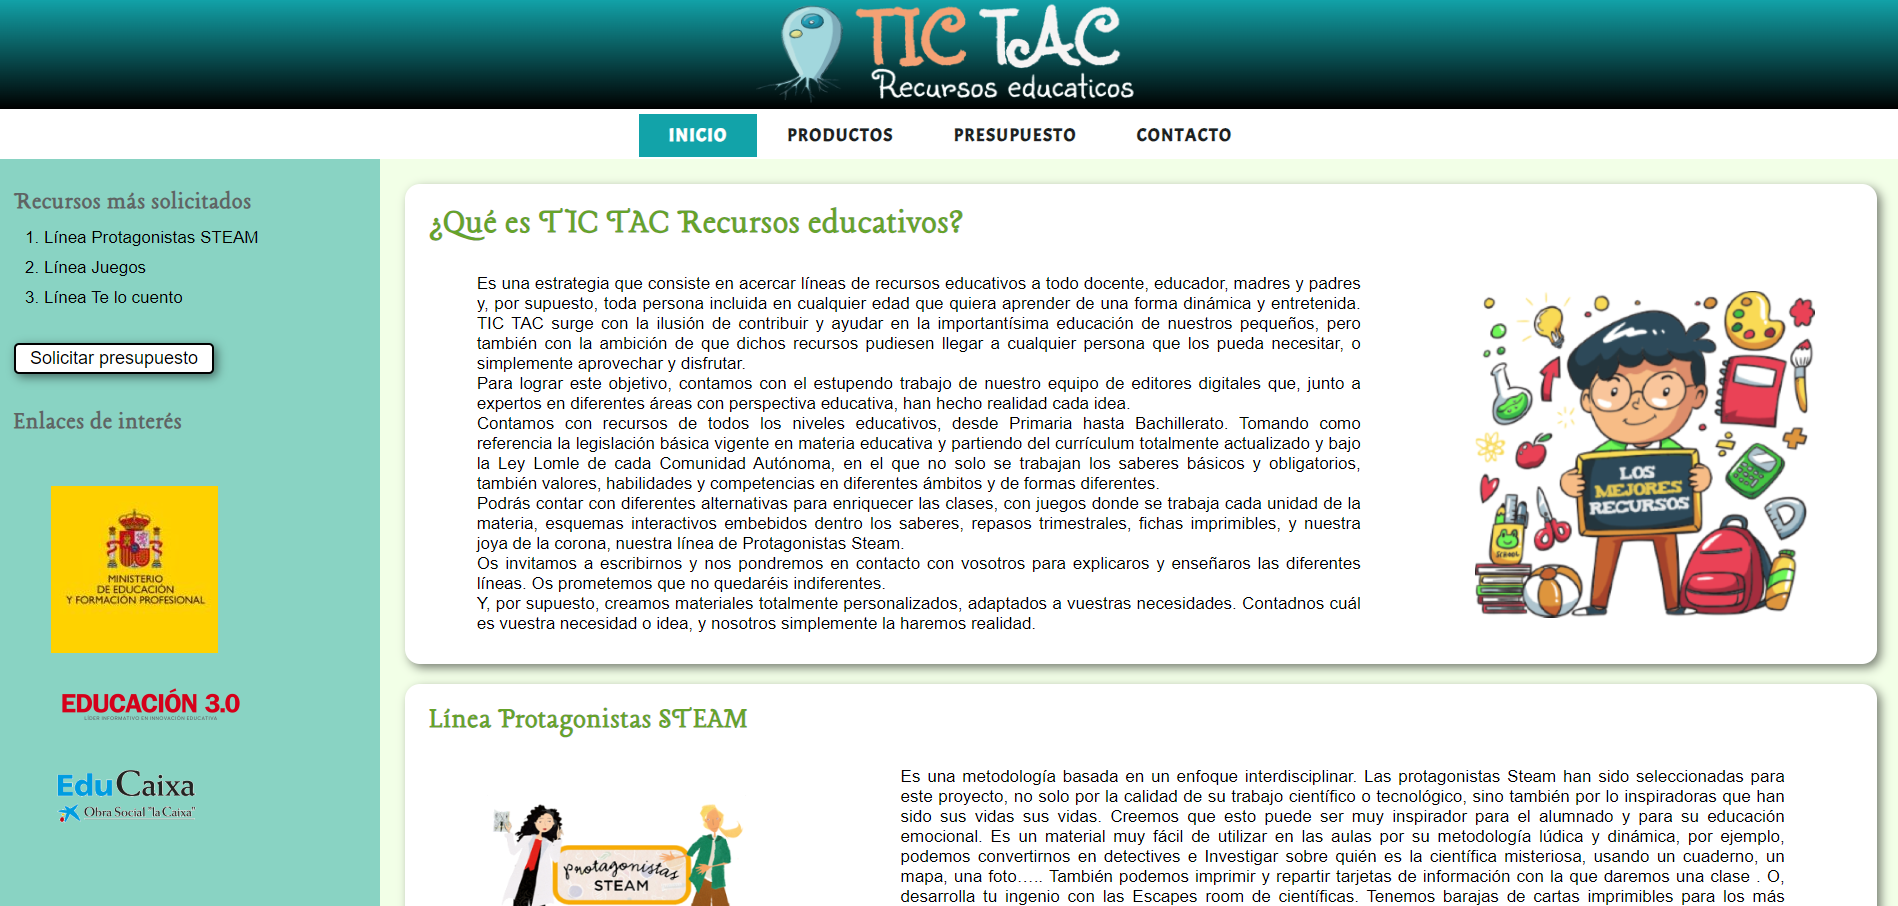 TIC TAC
Recursos educaticos
INICIO
PRODUCTOS
PRESUPUESTO
CONTACTO
Recursos más solicitados
1. Línea Protagonistas STEAM
2. Línea Juegos
3. Línea Te lo cuento
Solicitar presupuesto
Enlaces de interés
MINISTERIO
DE EDUCACIÓN
Y FORMACIÓN PROFESIONAL
EDUCACIÓN 3.0
LÍDER INFORMATIVO EN INNOVACIÓN EDUCATIVA
EduCaixa
Obra Social "la Caixa"
¿Qué es TIC TAC Recursos educativos?
Es una estrategia que consiste en acercar líneas de recursos educativos a todo docente, educador, madres y padres
y, por supuesto, toda persona incluida en cualquier edad que quiera aprender de una forma dinámica y entretenida.
TIC TAC surge con la ilusión de contribuir y ayudar en la importantísima educación de nuestros pequeños, pero
también con la ambición de que dichos recursos pudiesen llegar a cualquier persona que los pueda necesitar, o
simplemente aprovechar y disfrutar.
Para lograr este objetivo, contamos con el estupendo trabajo de nuestro equipo de editores digitales que, junto a
expertos en diferentes áreas con perspectiva educativa, han hecho realidad cada idea.
Contamos con recursos de todos los niveles educativos, desde Primaria hasta Bachillerato. Tomando como
referencia la legislación básica vigente en materia educativa y partiendo del currículum totalmente actualizado y bajo
la Ley Lomle de cada Comunidad Autónoma, en el que no solo se trabajan los saberes básicos y obligatorios,
también valores, habilidades y competencias en diferentes ámbitos y de formas diferentes.
Podrás contar con diferentes alternativas para enriquecer las clases, con juegos donde se trabaja cada unidad de la
materia, esquemas interactivos embebidos dentro los saberes, repasos trimestrales, fichas imprimibles, y nuestra
joya de la corona, nuestra línea de Protagonistas Steam.
Os invitamos a escribirnos y nos pondremos en contacto con vosotros para explicaros y enseñaros las diferentes
líneas. Os prometemos que no quedaréis indiferentes.
Y, por supuesto, creamos materiales totalmente personalizados, adaptados a vuestras necesidades. Contadnos cuál
es vuestra necesidad o idea, y nosotros simplemente la haremos realidad.
LOS
MEJORES
RECURSOS
SCHOOL
Línea Protagonistas STEAM
protagonistas
STEAM
Es una metodología basada en un enfoque interdisciplinar. Las protagonistas Steam han sido seleccionadas para
este proyecto, no solo por la calidad de su trabajo científico o tecnológico, sino también por lo inspiradoras que han
sido sus vidas sus vidas. Creemos que esto puede ser muy inspirador para el alumnado y para su educación
emocional. Es un material muy fácil de utilizar en las aulas por su metodología lúdica y dinámica, por ejemplo,
podemos convertirnos en detectives e Investigar sobre quién es la científica misteriosa, usando un cuaderno, un
mapa, una foto..... También podemos imprimir y repartir tarjetas de información con la que daremos una clase . O,
desarrolla tu ingenio con las Escapes room de científicas. Tenemos barajas de cartas imprimibles para los más